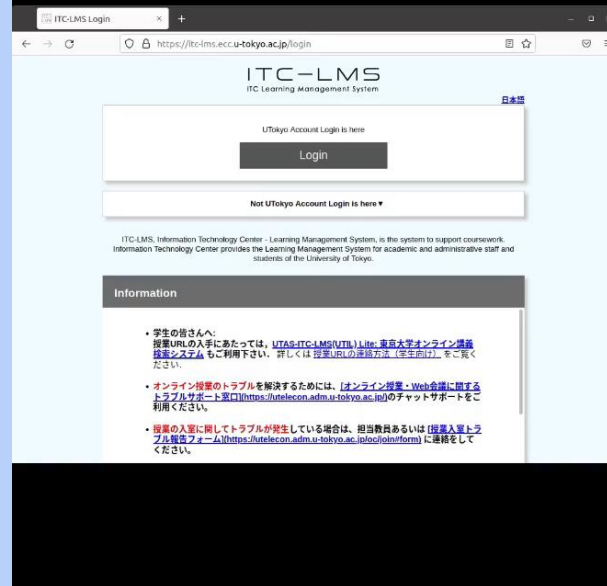 ITC-LMS Login
https://itc-lms.ecc.u-tokyo.ac.jp/login
ITC-LMS
ITC Learning Management System
日本語
UTokyo Account Login is here
Login
Not UTokyo Account Login is here▼
ITC-LMS, Information Technology Center - Learning Management System, is the system to support coursework.
Information Technology Center provides the Learning Management System for academic and administrative staff and
students of the University of Tokyo.
Information
• 学生の皆さんへ:
授業URLの入手にあたっては、UTAS-ITC-LMS(UTIL) Lite: 東京大学オンライン講義
検索システム もご利用下さい. 詳しくは 授業URLの連絡方法（学生向け） をご覧く
ださい.
• オンライン授業のトラブルを解決するためには、[オンライン授業・Web会議に関する
トラブルサポート窓口](https://utelecon.adm.u-tokyo.ac.jp/)のチャットサポートをご
利用ください。
• 授業の入室に関してトラブルが発生している場合は、担当教員あるいは [授業入室トラ
ブル報告フォーム](https://utelecon.adm.u-tokyo.ac.jp/oc/join#form) に連絡をして
ください。